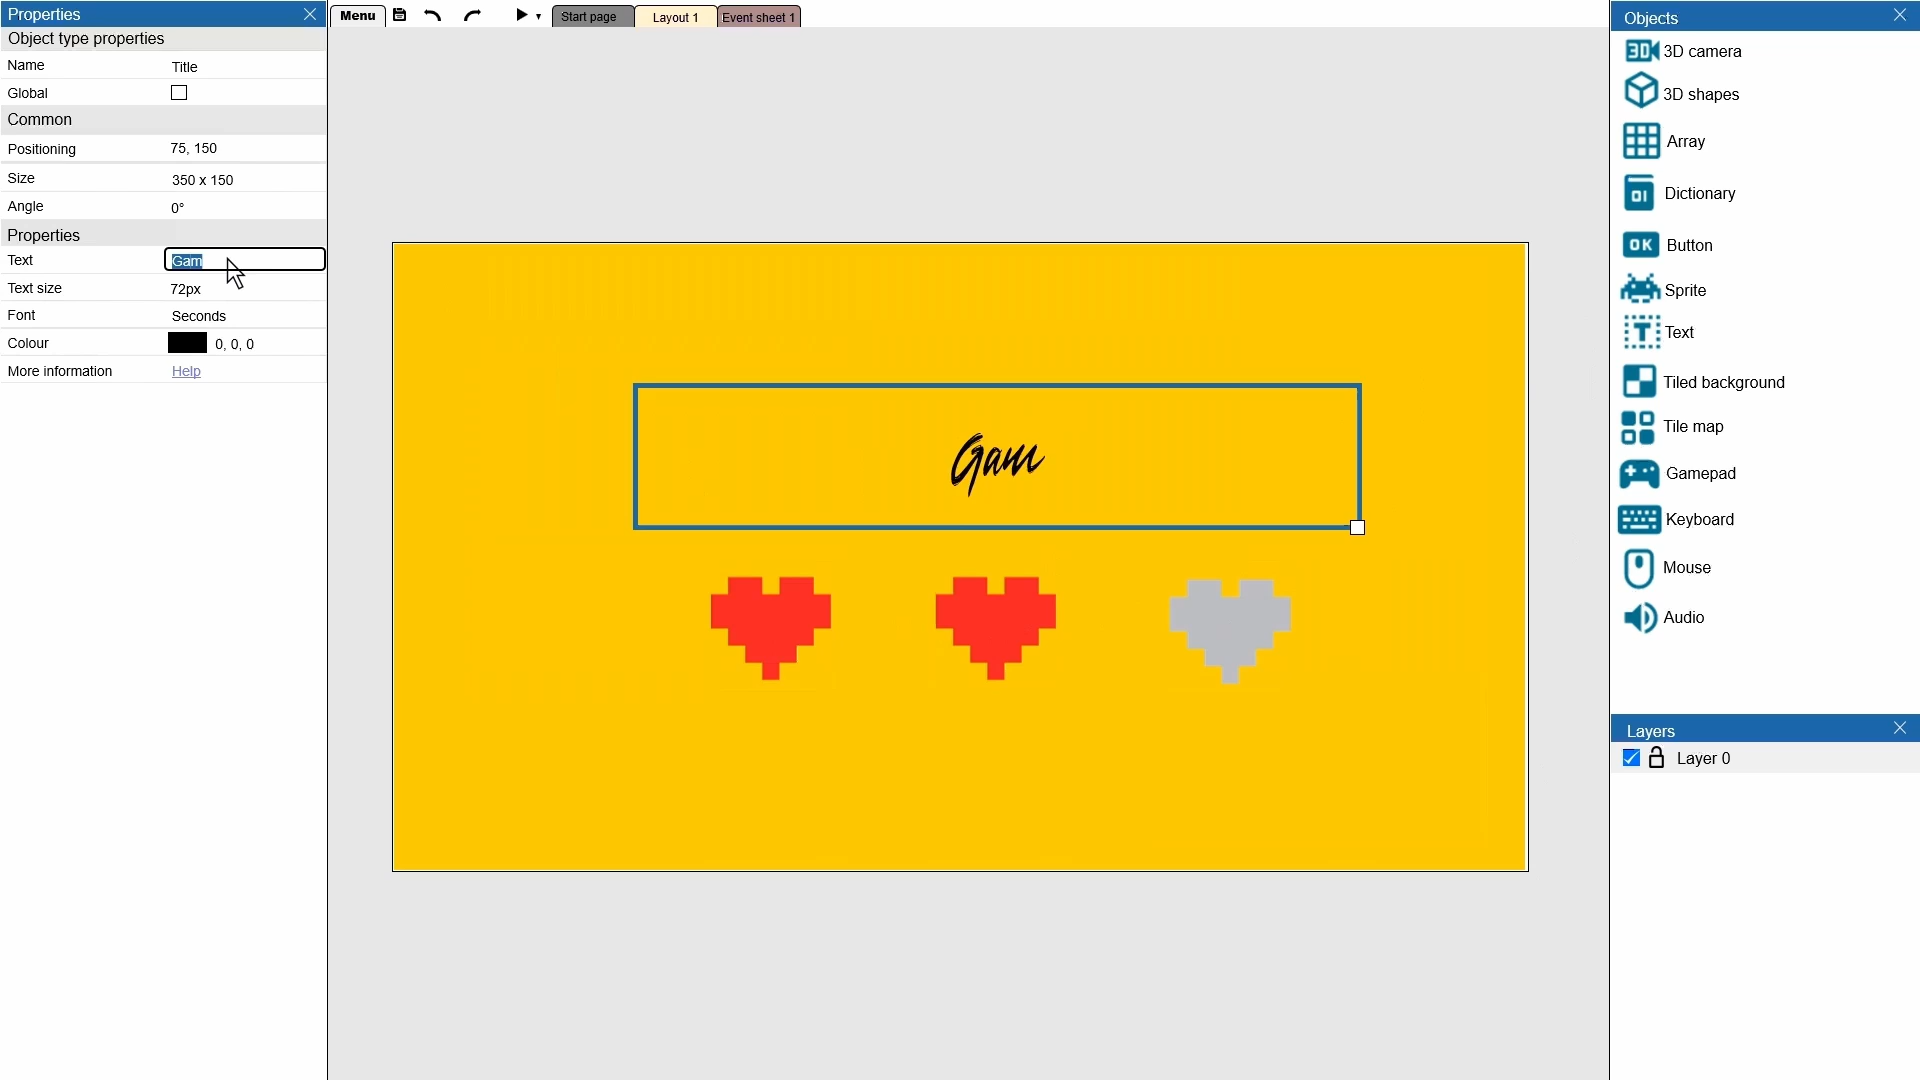 Properties
Object type properties
Name Title
Global
Common
Positioning 75, 150
Size 350 x 150
Angle 0°
Properties
Text Gam
Text size 72px
Font Seconds
Colour 0, 0, 0
More information Help
Menu Start page Layout 1 Event sheet 1
Gam
Objects
3D 3D camera
3D shapes
Array
01 Dictionary
OK Button
Sprite
T Text
Tiled background
Tile map
Gamepad
Keyboard
Mouse
Audio
Layers
Layer 0